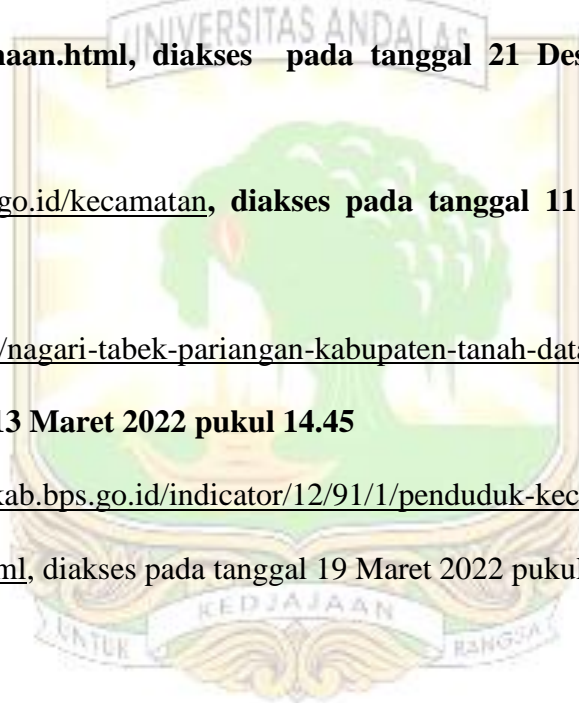 UNIVERSITAS ANDALAS
naan.html, diakses pada tanggal 21 Des
go.id/kecamatan, diakses pada tanggal 11
/nagari-tabek-pariangan-kabupaten-tanah-data
13 Maret 2022 pukul 14.45
kab.bps.go.id/indicator/12/91/1/penduduk-kec
ml, diakses pada tanggal 19 Maret 2022 pukul
KEDJAJAAN
UNTUK BANGSA